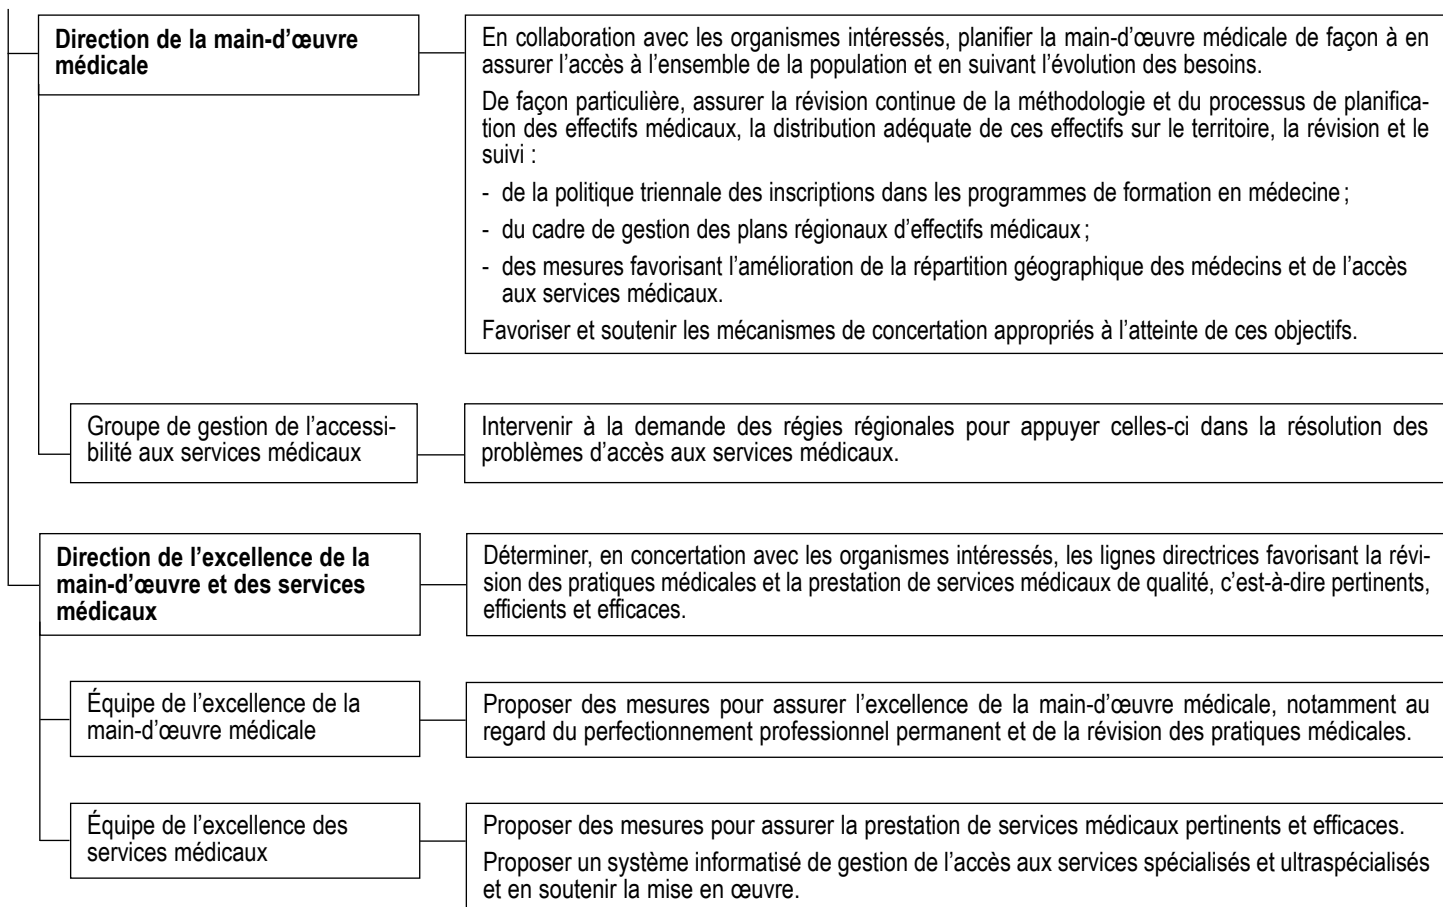 Direction de la main-d’œuvre
médicale
En collaboration avec les organismes intéressés, planifier la main-d’œuvre médicale de façon à en
assurer l’accès à l’ensemble de la population et en suivant l’évolution des besoins.
De façon particulière, assurer la révision continue de la méthodologie et du processus de planifica-
tion des effectifs médicaux, la distribution adéquate de ces effectifs sur le territoire, la révision et le
suivi :
- de la politique triennale des inscriptions dans les programmes de formation en médecine ;
- du cadre de gestion des plans régionaux d’effectifs médicaux ;
- des mesures favorisant l’amélioration de la répartition géographique des médecins et de l’accès
aux services médicaux.
Favoriser et soutenir les mécanismes de concertation appropriés à l’atteinte de ces objectifs.
Groupe de gestion de l’accessi-
bilité aux services médicaux
Intervenir à la demande des régies régionales pour appuyer celles-ci dans la résolution des
problèmes d’accès aux services médicaux.
Direction de l’excellence de la
main-d’œuvre et des services
médicaux
Déterminer, en concertation avec les organismes intéressés, les lignes directrices favorisant la révi-
sion des pratiques médicales et la prestation de services médicaux de qualité, c’est-à-dire pertinents,
efficients et efficaces.
Équipe de l’excellence de la
main-d’œuvre médicale
Proposer des mesures pour assurer l’excellence de la main-d’œuvre médicale, notamment au
regard du perfectionnement professionnel permanent et de la révision des pratiques médicales.
Équipe de l’excellence des
services médicaux
Proposer des mesures pour assurer la prestation de services médicaux pertinents et efficaces.
Proposer un système informatisé de gestion de l’accès aux services spécialisés et ultraspécialisés
et en soutenir la mise en œuvre.